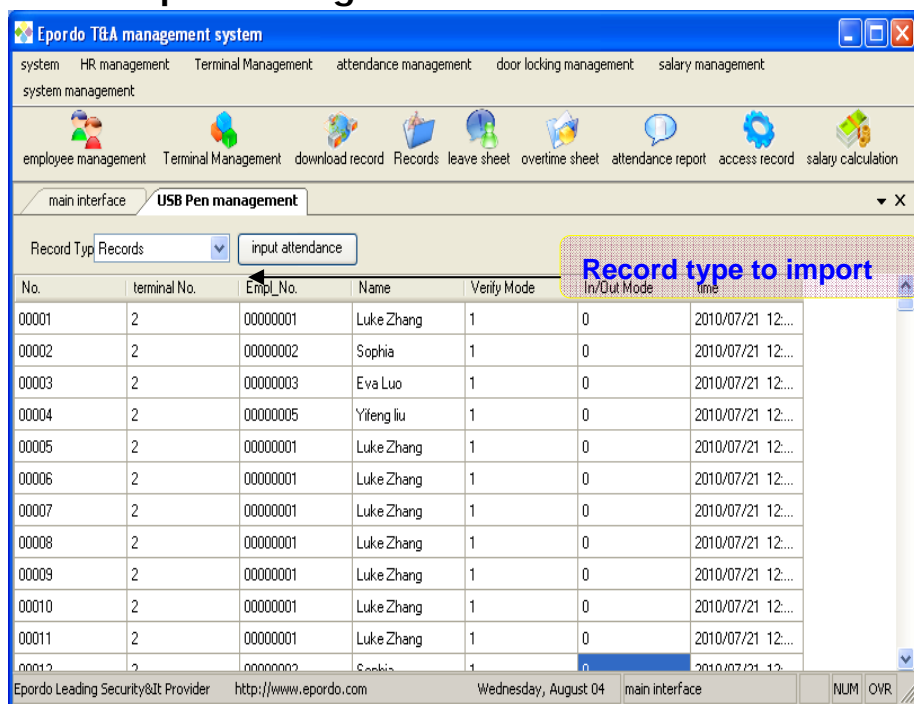 Epordo T&A management system
system HR management Terminal Management attendance management door locking management salary management
system management
employee management Terminal Management download record Records leave sheet overtime sheet attendance report access record salary calculation
main interface USB Pen management
Record Typ Records input attendance
Record type to import
No. terminal No. Empl_No. Name Verify Mode In/Out Mode time
00001 2 00000001 Luke Zhang 1 0 2010/07/21 12:...
00002 2 00000002 Sophia 1 0 2010/07/21 12:...
00003 2 00000003 Eva Luo 1 0 2010/07/21 12:...
00004 2 00000005 Yifeng liu 1 0 2010/07/21 12:...
00005 2 00000001 Luke Zhang 1 0 2010/07/21 12:...
00006 2 00000001 Luke Zhang 1 0 2010/07/21 12:...
00007 2 00000001 Luke Zhang 1 0 2010/07/21 12:...
00008 2 00000001 Luke Zhang 1 0 2010/07/21 12:...
00009 2 00000001 Luke Zhang 1 0 2010/07/21 12:...
00010 2 00000001 Luke Zhang 1 0 2010/07/21 12:...
00011 2 00000001 Luke Zhang 1 0 2010/07/21 12:...
00012 2 00000002 Sophia 1 0 2010/07/21 12:...
Epordo Leading Security&It Provider http://www.epordo.com Wednesday, August 04 main interface NUM OVR